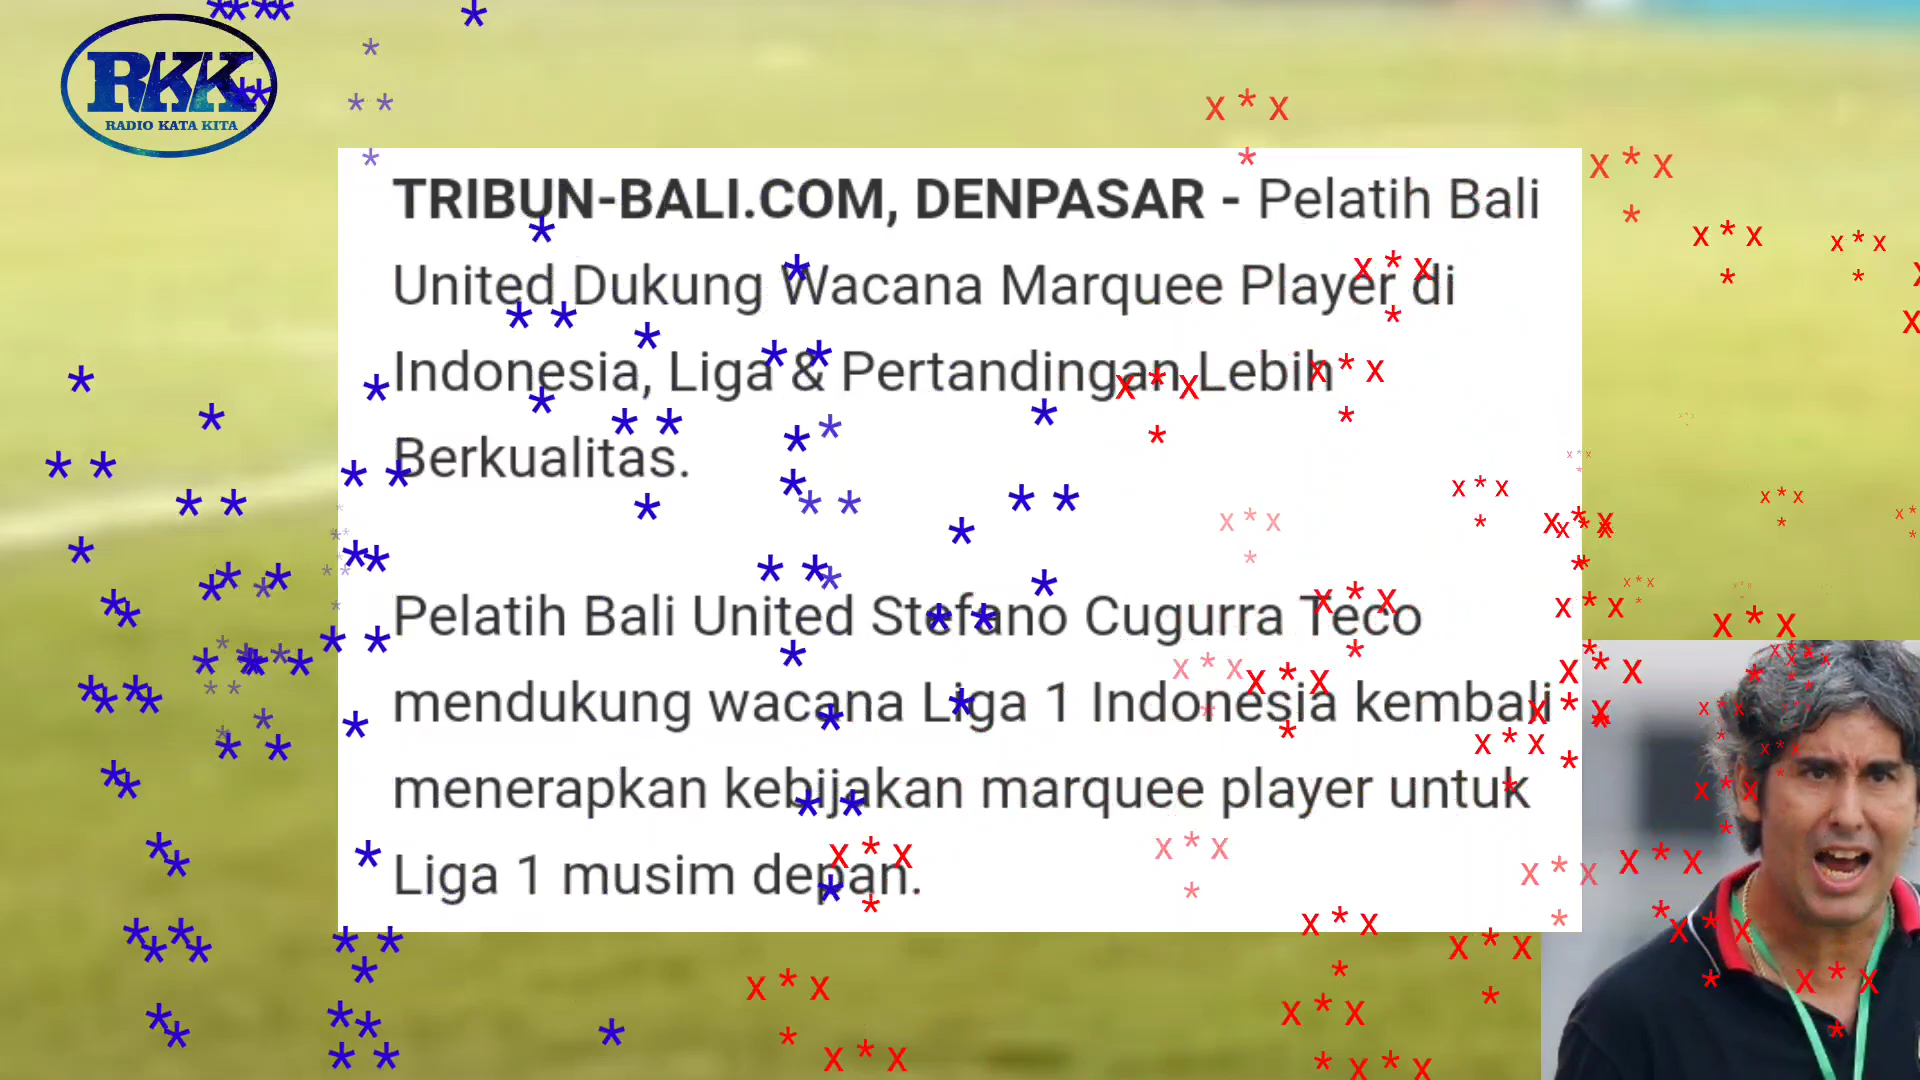 RKK
RADIO KATA KITA
TRIBUN-BALI.COM, DENPASAR - Pelatih Bali
United Dukung Wacana Marquee Player di
Indonesia, Liga & Pertandingan Lebih
Berkualitas.
Pelatih Bali United Stefano Cugurra Teco
mendukung wacana Liga 1 Indonesia kembali
menerapkan kebijakan marquee player untuk
Liga 1 musim depan.